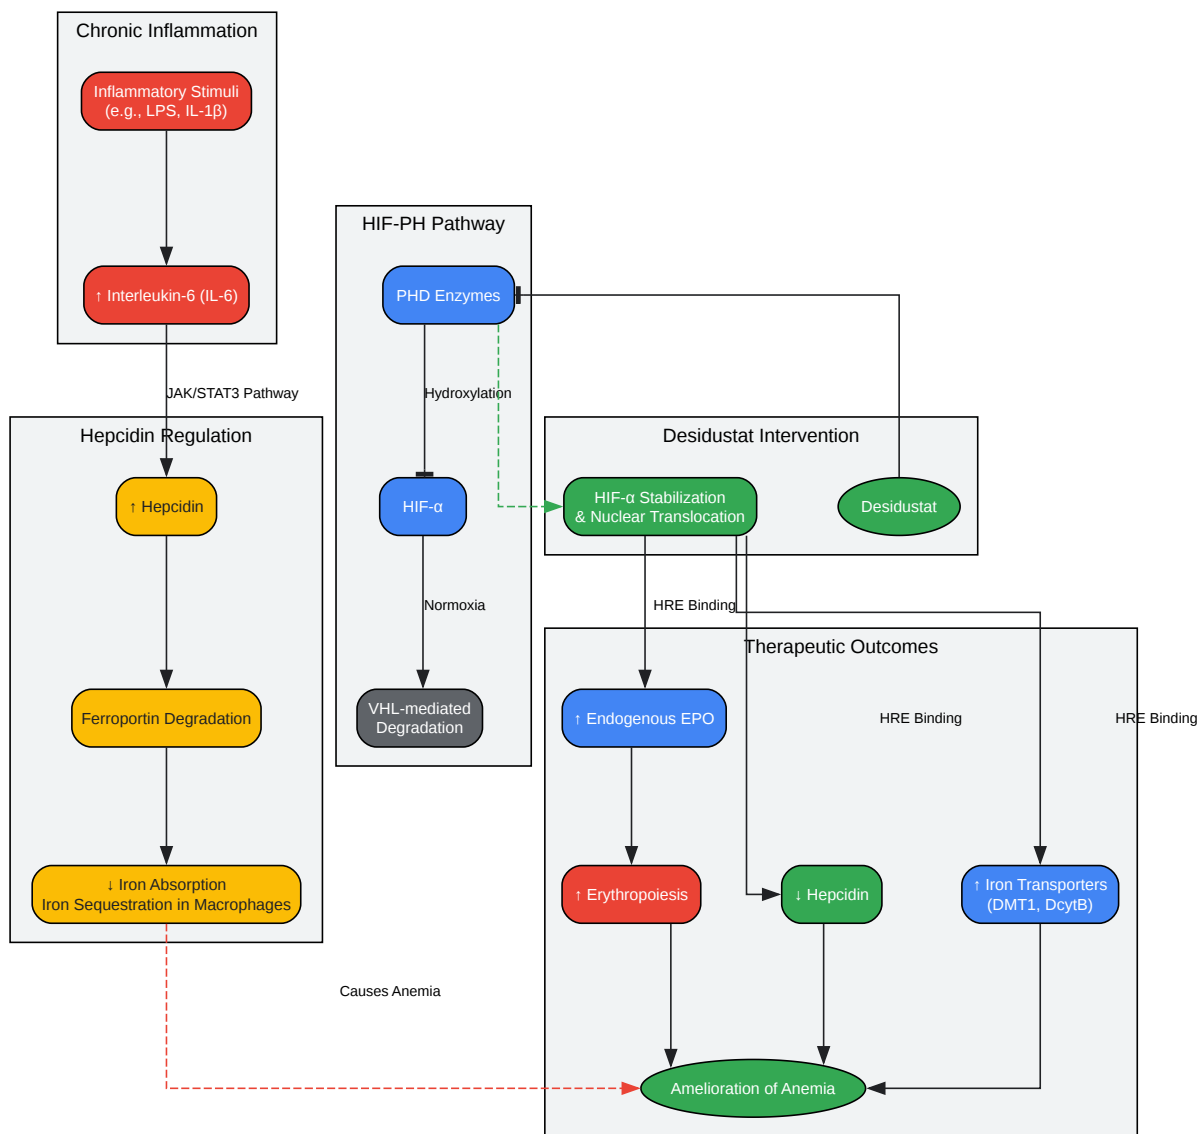 Chronic Inflammation
Inflammatory Stimuli
(e.g., LPS, IL-1β)
↑ Interleukin-6 (IL-6)
JAK/STAT3 Pathway
Hepcidin Regulation
↑ Hepcidin
Ferroportin Degradation
↓ Iron Absorption
Iron Sequestration in Macrophages
Causes Anemia
HIF-PH Pathway
PHD Enzymes
Hydroxylation
HIF-α
Normoxia
VHL-mediated
Degradation
Desidustat Intervention
HIF-α Stabilization
& Nuclear Translocation
Desidustat
HRE Binding
HRE Binding
HRE Binding
Therapeutic Outcomes
↑ Endogenous EPO
↑ Erythropoiesis
↓ Hepcidin
↑ Iron Transporters
(DMT1, DcytB)
Amelioration of Anemia